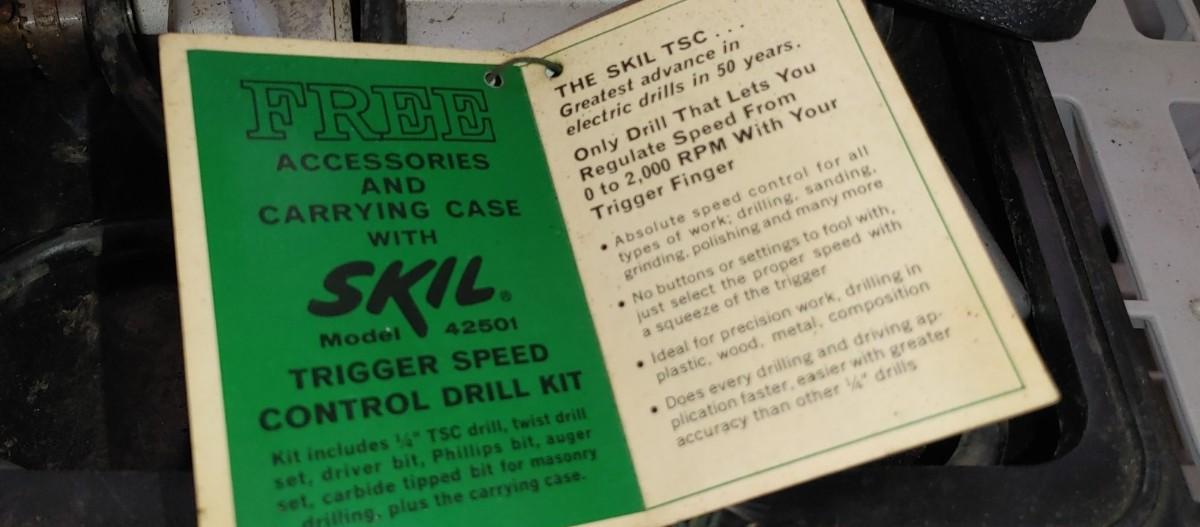 FREE
ACCESSORIES
AND
CARRYING CASE
WITH
SKIL®
Model 42501
TRIGGER SPEED
CONTROL DRILL KIT
Kit includes ¼" TSC drill, twist drill
set, driver bit, Phillips bit, auger
set, carbide tipped bit for masonry
drilling, plus the carrying case.
THE SKIL TSC . . .
Greatest advance in
electric drills in 50 years.
Only Drill That Lets You
Regulate Speed From
0 to 2,000 RPM With Your
Trigger Finger
• Absolute speed control for all
types of work; drilling, sanding,
grinding, polishing and many more
• No buttons or settings to fool with,
just select the proper speed with
a squeeze of the trigger
• Ideal for precision work, drilling in
plastic, wood, metal, composition
• Does every drilling and driving ap-
plication faster, easier with greater
accuracy than other ¼" drills